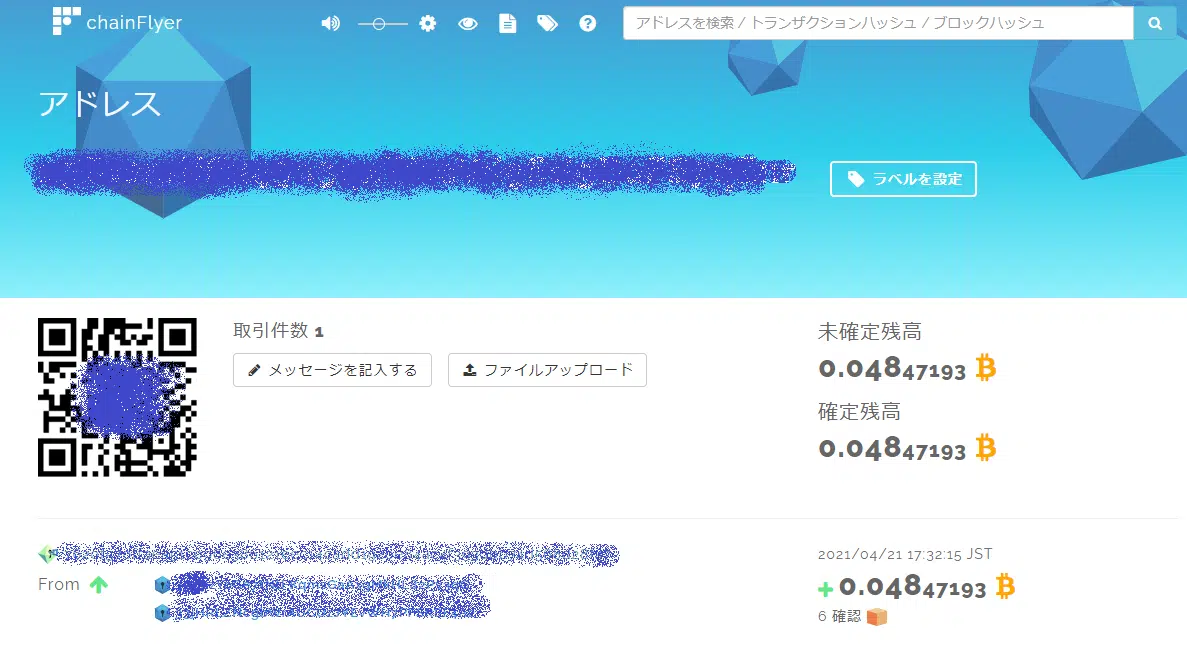 chainFlyer
アドレスを検索 / トランザクションハッシュ / ブロックハッシュ
アドレス
ラベルを設定
取引件数 1
メッセージを記入する
ファイルアップロード
未確定残高
0.04847193
確定残高
0.04847193
2021/04/21 17:32:15 JST
From
+0.04847193
6 確認